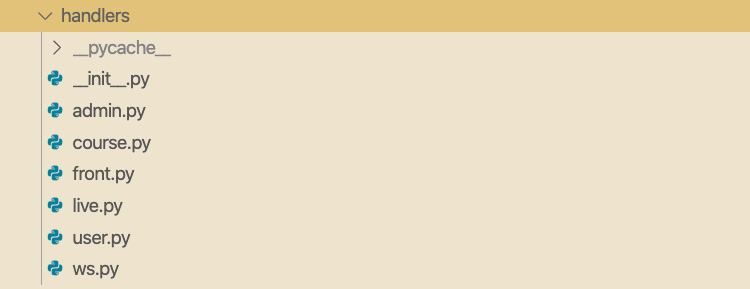 handlers
__pycache__
__init__.py
admin.py
course.py
front.py
live.py
user.py
ws.py